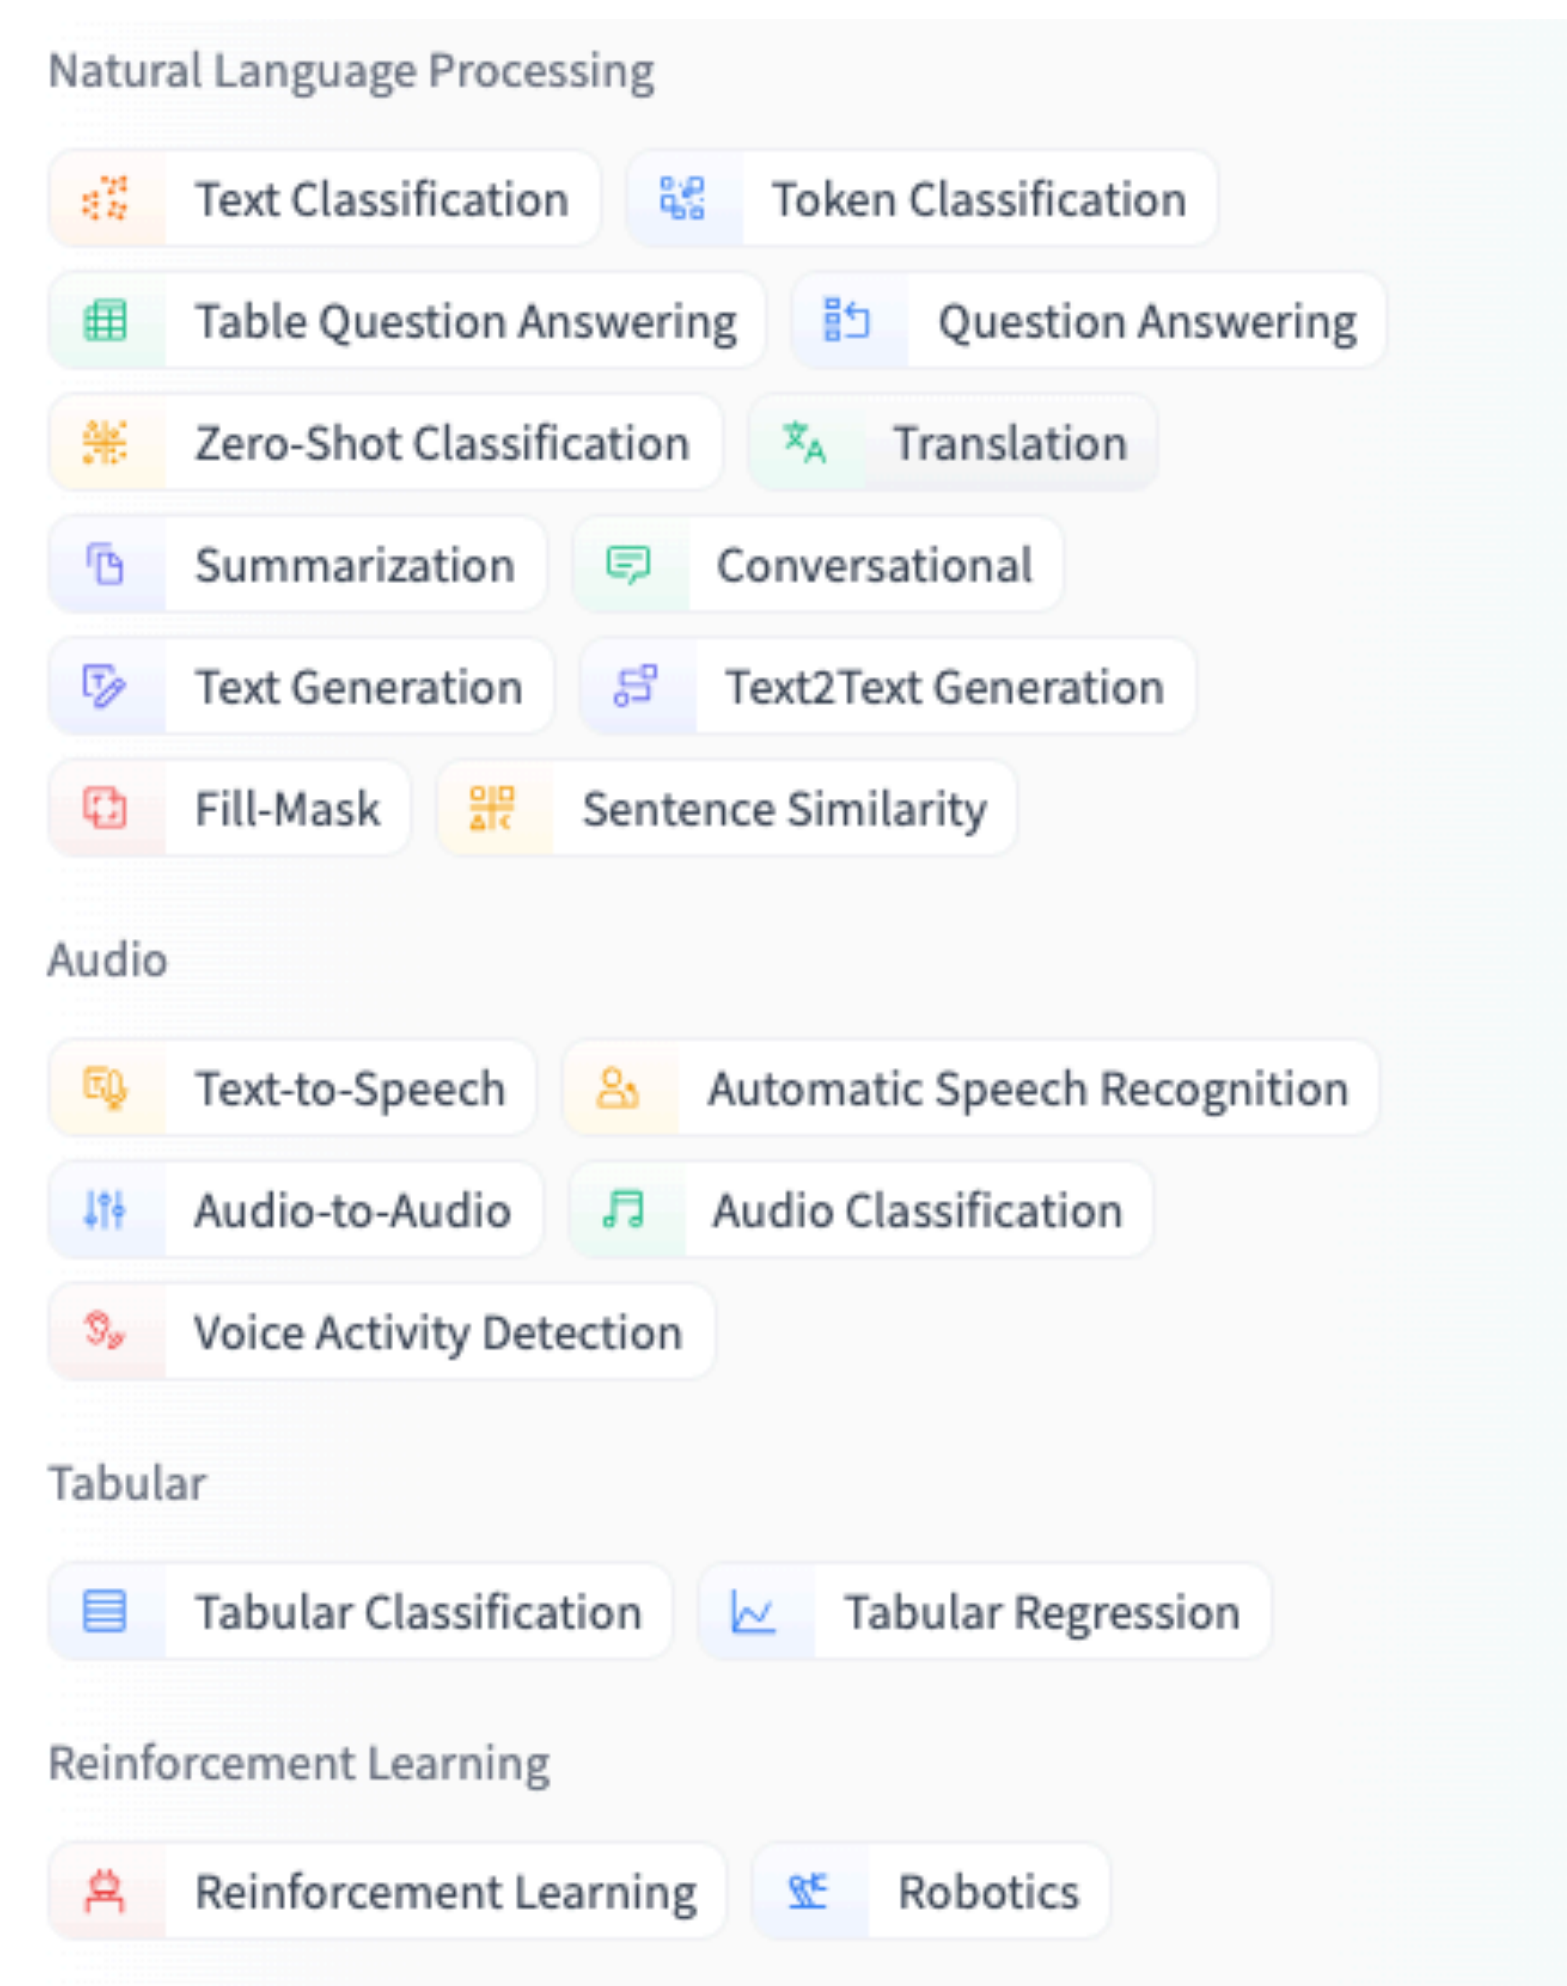 Natural Language Processing
Text Classification Token Classification
Table Question Answering Question Answering
Zero-Shot Classification Translation
Summarization Conversational
Text Generation Text2Text Generation
Fill-Mask Sentence Similarity
Audio
Text-to-Speech Automatic Speech Recognition
Audio-to-Audio Audio Classification
Voice Activity Detection
Tabular
Tabular Classification Tabular Regression
Reinforcement Learning
Reinforcement Learning Robotics